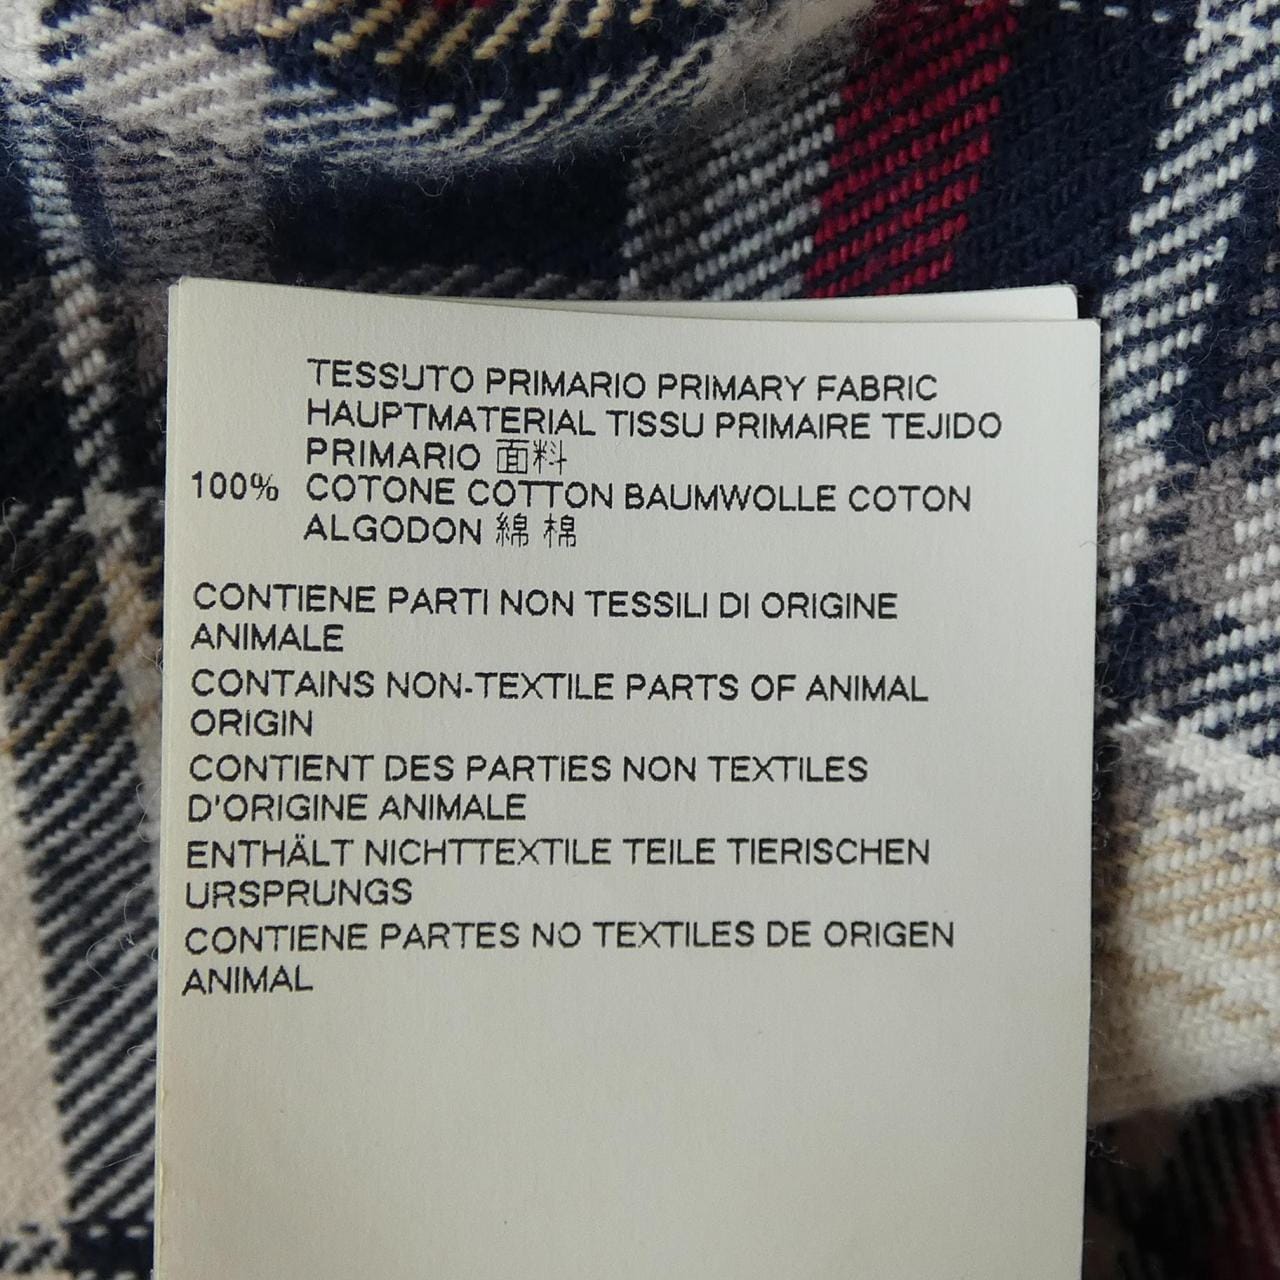 TESSUTO PRIMARIO PRIMARY FABRIC
HAUPTMATERIAL TISSU PRIMAIRE TEJIDO
PRIMARIO 面料
100% COTONE COTTON BAUMWOLLE COTON
ALGODON 綿 棉
CONTIENE PARTI NON TESSILI DI ORIGINE
ANIMALE
CONTAINS NON-TEXTILE PARTS OF ANIMAL
ORIGIN
CONTIENT DES PARTIES NON TEXTILES
D'ORIGINE ANIMALE
ENTHÄLT NICHTTEXTILE TEILE TIERISCHEN
URSPRUNGS
CONTIENE PARTES NO TEXTILES DE ORIGEN
ANIMAL